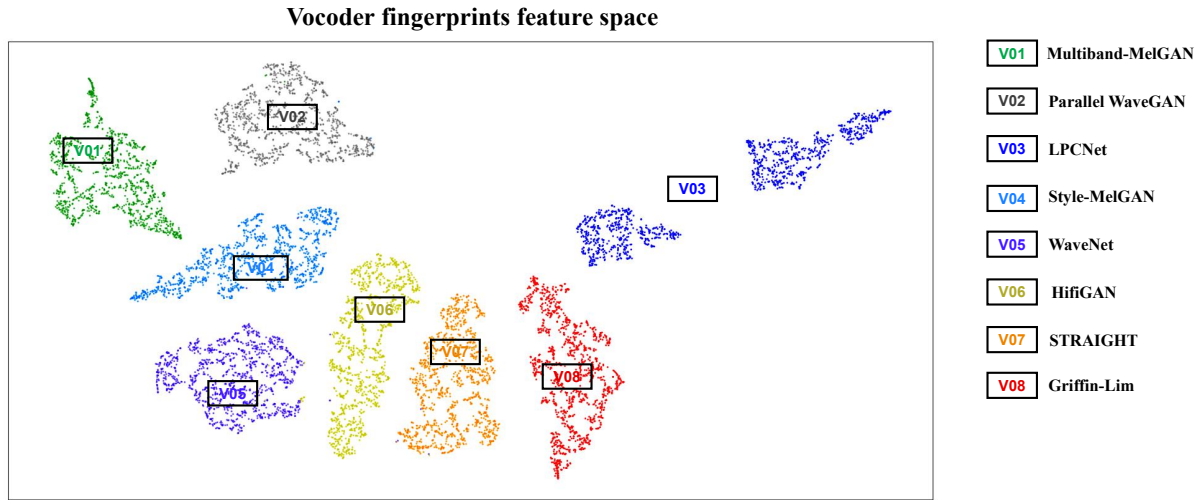 Vocoder fingerprints feature space
V01
V02
V03
V04
V05
V06
V07
V08
V01 Multiband-MelGAN
V02 Parallel WaveGAN
V03 LPCNet
V04 Style-MelGAN
V05 WaveNet
V06 HifiGAN
V07 STRAIGHT
V08 Griffin-Lim